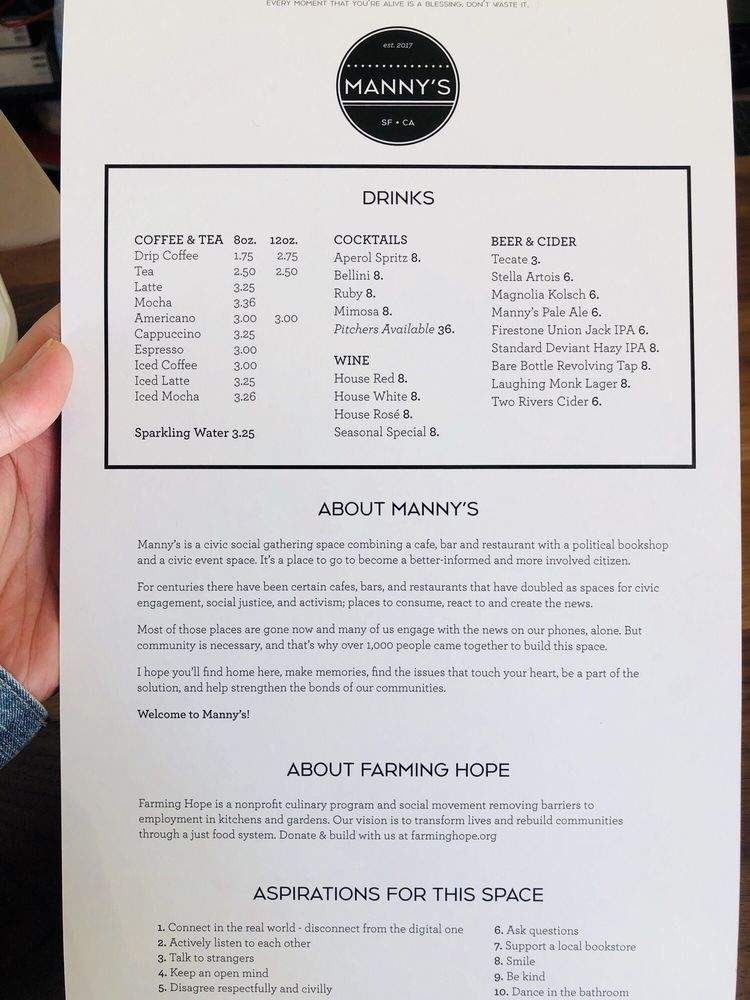 EVERY MOMENT THAT YOU'RE ALIVE IS A BLESSING, DON'T WASTE IT.
est. 2017
MANNY'S
SF • CA
DRINKS
COFFEE & TEA 8oz. 12oz.
Drip Coffee 1.75 2.75
Tea 2.50 2.50
Latte 3.25
Mocha 3.36
Americano 3.00 3.00
Cappuccino 3.25
Espresso 3.00
Iced Coffee 3.00
Iced Latte 3.25
Iced Mocha 3.26
Sparkling Water 3.25
COCKTAILS
Aperol Spritz 8.
Bellini 8.
Ruby 8.
Mimosa 8.
Pitchers Available 36.
WINE
House Red 8.
House White 8.
House Rosé 8.
Seasonal Special 8.
BEER & CIDER
Tecate 3.
Stella Artois 6.
Magnolia Kolsch 6.
Manny's Pale Ale 6.
Firestone Union Jack IPA 6.
Standard Deviant Hazy IPA 8.
Bare Bottle Revolving Tap 8.
Laughing Monk Lager 8.
Two Rivers Cider 6.
ABOUT MANNY'S
Manny's is a civic social gathering space combining a cafe, bar and restaurant with a political bookshop
and a civic event space. It's a place to go to become a better-informed and more involved citizen.
For centuries there have been certain cafes, bars, and restaurants that have doubled as spaces for civic
engagement, social justice, and activism; places to consume, react to and create the news.
Most of those places are gone now and many of us engage with the news on our phones, alone. But
community is necessary, and that's why over 1,000 people came together to build this space.
I hope you'll find home here, make memories, find the issues that touch your heart, be a part of the
solution, and help strengthen the bonds of our communities.
Welcome to Manny's!
ABOUT FARMING HOPE
Farming Hope is a nonprofit culinary program and social movement removing barriers to
employment in kitchens and gardens. Our vision is to transform lives and rebuild communities
through a just food system. Donate & build with us at farminghope.org
ASPIRATIONS FOR THIS SPACE
1. Connect in the real world - disconnect from the digital one
2. Actively listen to each other
3. Talk to strangers
4. Keep an open mind
5. Disagree respectfully and civilly
6. Ask questions
7. Support a local bookstore
8. Smile
9. Be kind
10. Dance in the bathroom